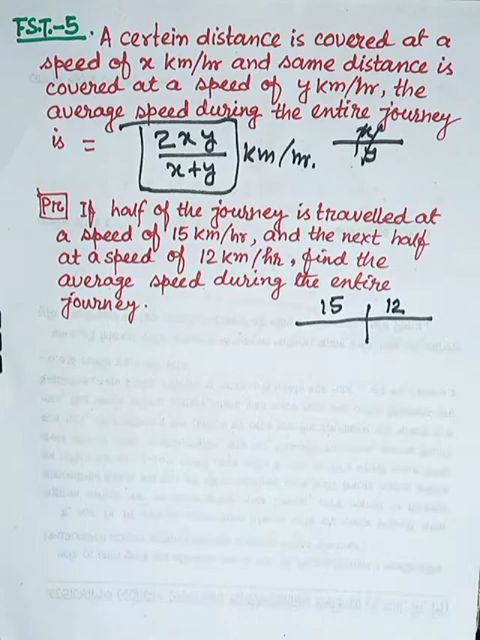 F.S.T.-5. A certein distance is covered at a
speed of x km/hr and same distance is
covered at a speed of y km/hr, the
average speed during the entire journey
is = 2xy / x+y km/hr. x y
Pr. If half of the journey is travelled at
a speed of 15 km/hr, and the next half
at a speed of 12 km/hr, find the
average speed during the entire
journey.
15 12